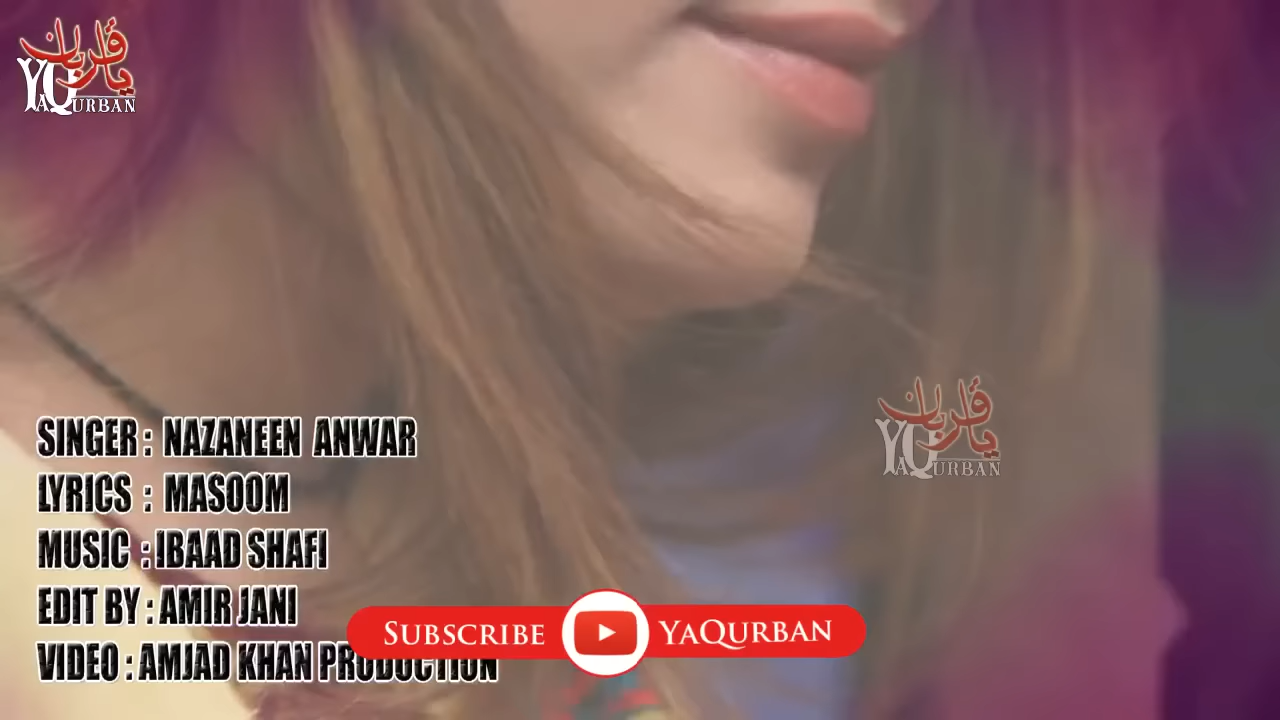 یا قربان
YAQURBAN
SINGER : NAZANEEN ANWAR
LYRICS : MASOOM
MUSIC : IBAAD SHAFI
EDIT BY : AMIR JANI
VIDEO : AMJAD KHAN PRODUCTION
یا قربان
YAQURBAN
SUBSCRIBE YAQURBAN